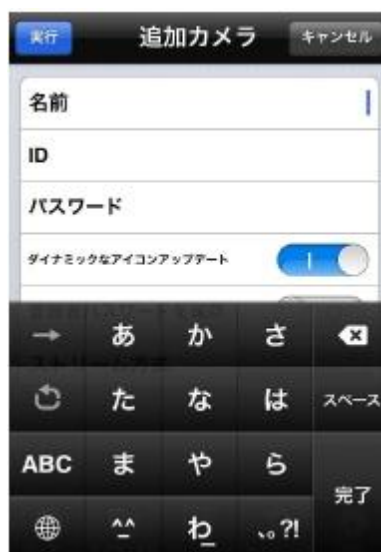 実行 追加カメラ キャンセル
名前
ID
パスワード
ダイナミックなアイコンアップデート
→ あ か さ
た な は スペース
ABC ま や ら
完了
^_^ わ_ 、。?!